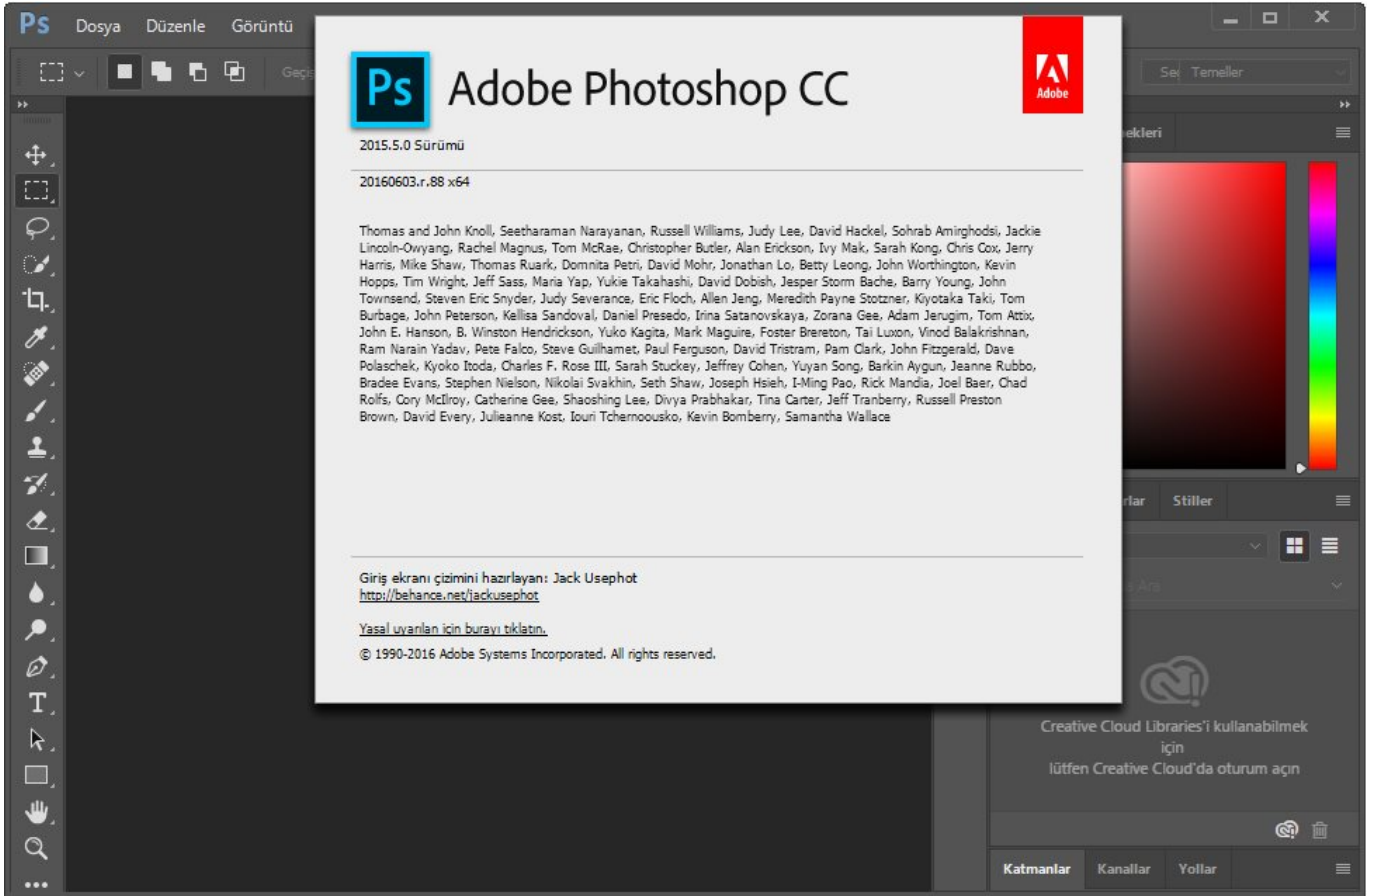 Ps Dosya Düzenle Görüntü
Temeller
Ps Adobe Photoshop CC
Adobe
2015.5.0 Sürümü
20160603.r.88 x64
Thomas and John Knoll, Seetharaman Narayanan, Russell Williams, Judy Lee, David Hackel, Sohrab Amirghodsi, Jackie
Lincoln-Owyang, Rachel Magnus, Tom McRae, Christopher Butler, Alan Erickson, Ivy Mak, Sarah Kong, Chris Cox, Jerry
Harris, Mike Shaw, Thomas Ruark, Domnita Petri, David Mohr, Jonathan Lo, Betty Leong, John Worthington, Kevin
Hopps, Tim Wright, Jeff Sass, Maria Yap, Yukie Takahashi, David Dobish, Jesper Storm Bache, Barry Young, John
Townsend, Steven Eric Snyder, Judy Severance, Eric Floch, Allen Jeng, Meredith Payne Stotzner, Kiyotaka Taki, Tom
Burbage, John Peterson, Kellisa Sandoval, Daniel Presedo, Irina Satanovskaya, Zorana Gee, Adam Jerugim, Tom Attix,
John E. Hanson, B. Winston Hendrickson, Yuko Kagita, Mark Maguire, Foster Brereton, Tai Luxon, Vinod Balakrishnan,
Ram Narain Yadav, Pete Falco, Steve Guilhamet, Paul Ferguson, David Tristram, Pam Clark, John Fitzgerald, Dave
Polaschek, Kyoko Itoda, Charles F. Rose III, Sarah Stuckey, Jeffrey Cohen, Yuyan Song, Barkin Aygun, Jeanne Rubbo,
Bradee Evans, Stephen Nielson, Nikolai Svakhin, Seth Shaw, Joseph Hsieh, I-Ming Pao, Rick Mandia, Joel Baer, Chad
Rolfs, Cory McIlroy, Catherine Gee, Shaoshing Lee, Divya Prabhakar, Tina Carter, Jeff Tranberry, Russell Preston
Brown, David Every, Julieanne Kost, Iouri Tchernoousko, Kevin Bomberry, Samantha Wallace
Giriş ekranı çizimini hazırlayan: Jack Usephot
http://behance.net/jackusephot
Yasal uyarıları için burayı tıklatın.
© 1990-2016 Adobe Systems Incorporated. All rights reserved.
Stiller
Creative Cloud Libraries'i kullanabilmek
için
lütfen Creative Cloud'da oturum açın
Katmanlar Kanallar Yollar